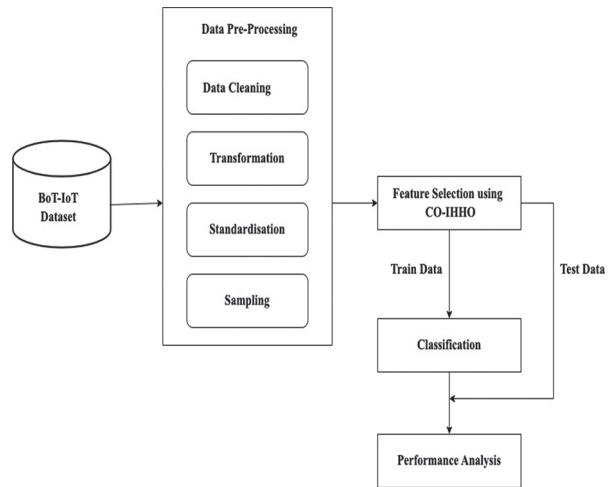 Data Pre-Processing
Data Cleaning
Transformation
Standardisation
Sampling
BoT-IoT
Dataset
Feature Selection using
CO-IHHO
Train Data
Test Data
Classification
Performance Analysis